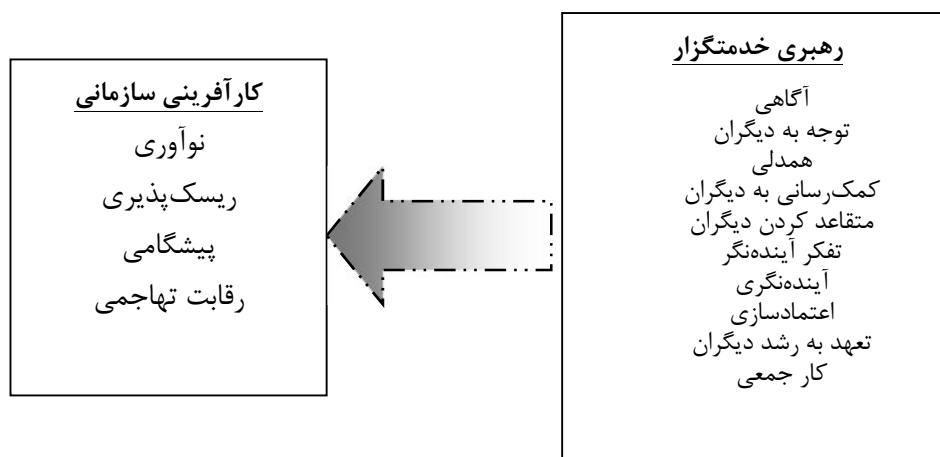 رهبری خدمتگزار
آگاهی
توجه به دیگران
همدلی
کمک‌رسانی به دیگران
متقاعد کردن دیگران
تفکر آینده‌نگر
آینده‌نگری
اعتمادسازی
تعهد به رشد دیگران
کار جمعی
کارآفرینی سازمانی
نوآوری
ریسک‌پذیری
پیشگامی
رقابت تهاجمی